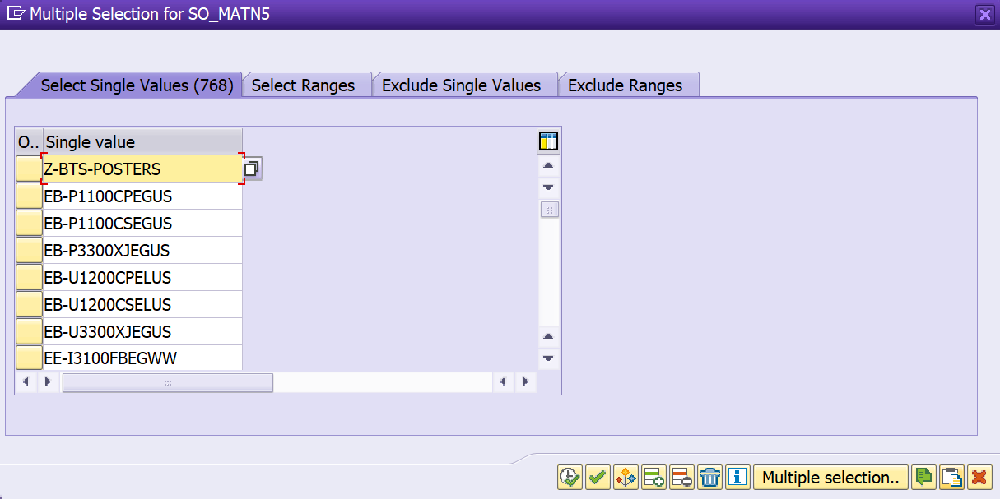 Multiple Selection for SO_MATN5
Select Single Values (768) Select Ranges Exclude Single Values Exclude Ranges
O.. Single value
Z-BTS-POSTERS
EB-P1100CPEGUS
EB-P1100CSEGUS
EB-P3300XJEGUS
EB-U1200CPELUS
EB-U1200CSELUS
EB-U3300XJEGUS
EE-I3100FBEGWW
Multiple selection..